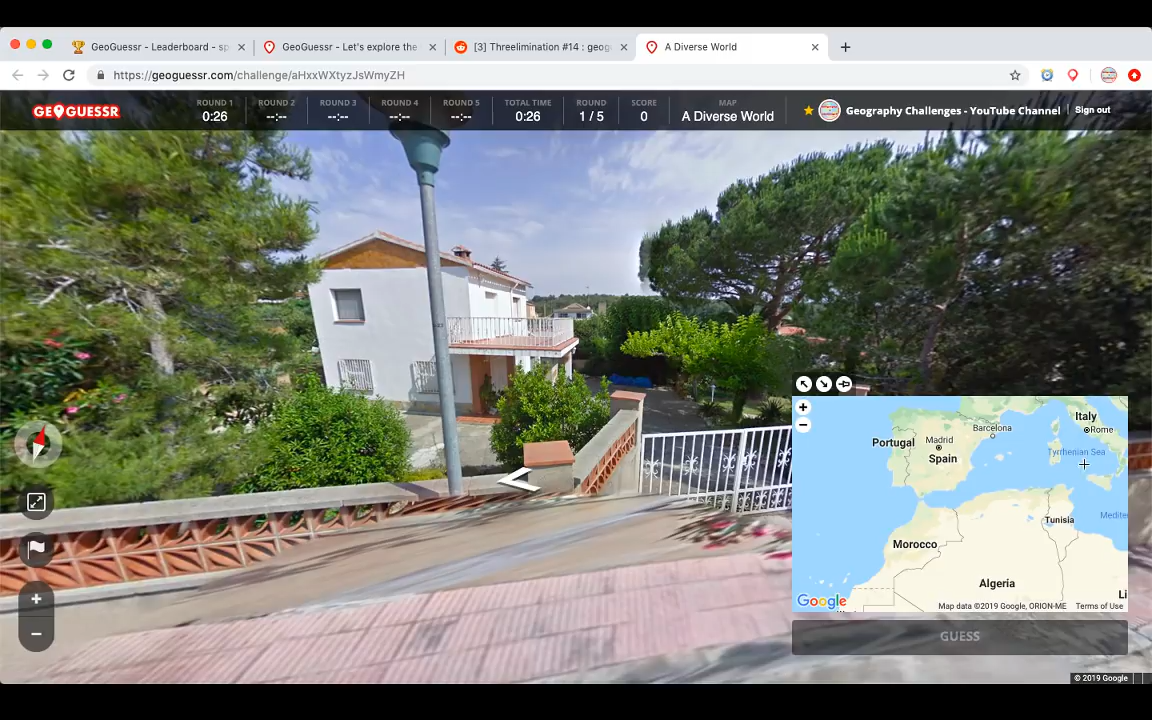 GeoGuessr - Leaderboard - sp
GeoGuessr - Let's explore the
[3] Threelimination #14 : geog
A Diverse World
https://geoguessr.com/challenge/aHxxWXtyzJsWmyZH
GEOGUESSR
ROUND 1
0:26
ROUND 2
--:--
ROUND 3
--:--
ROUND 4
--:--
ROUND 5
--:--
TOTAL TIME
0:26
ROUND
1 / 5
SCORE
0
MAP
A Diverse World
Geography Challenges - YouTube Channel
Sign out
Italy
Rome
Barcelona
Portugal
Madrid
Spain
Tyrrhenian Sea
Tunisia
Medite
Morocco
Algeria
Li
Google
Map data ©2019 Google, ORION-ME
Terms of Use
GUESS
© 2019 Google